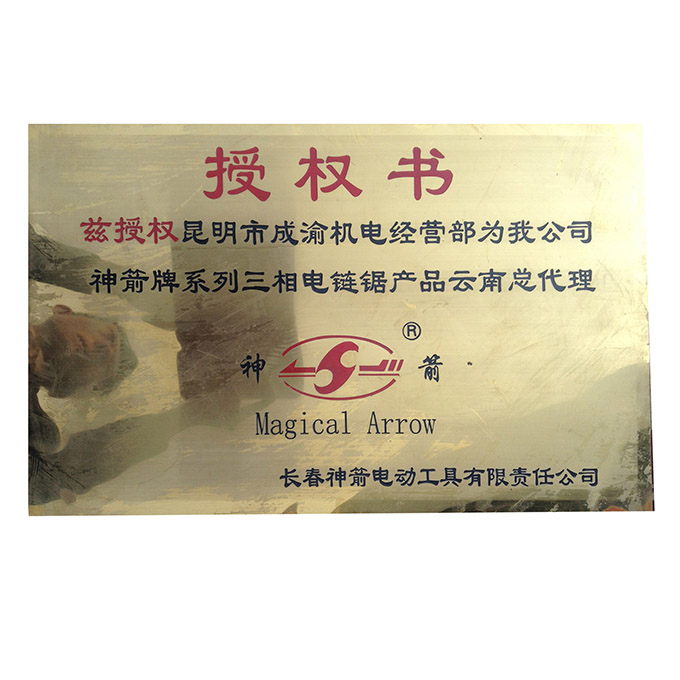 授权书
兹授权昆明市成渝机电经营部为我公司
神箭牌系列三相电链锯产品云南总代理
神 ® 箭
Magical Arrow
长春神箭电动工具有限责任公司